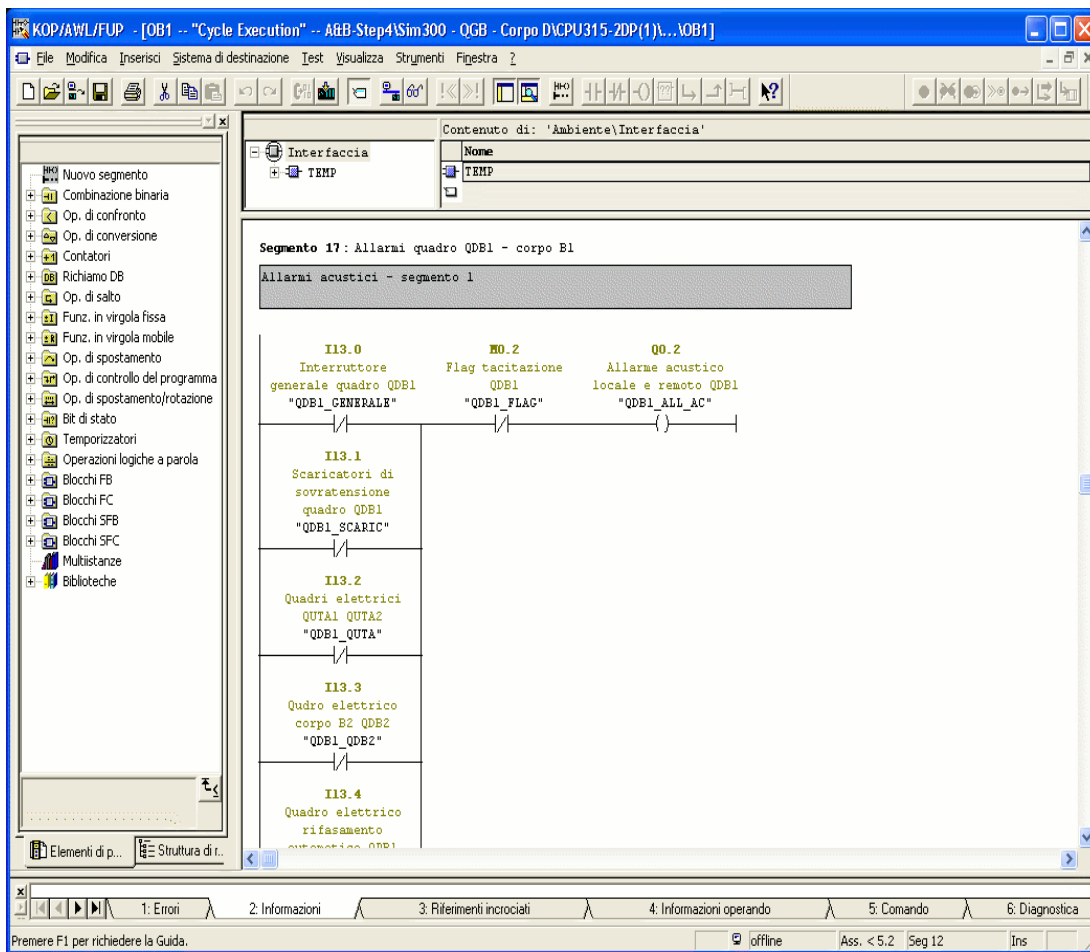 KOP/AWL/FUP - [OB1 -- "Cycle Execution" -- A&B-Step4\Sim300 - QGB - Corpo D\CPU315-2DP(1)\...\OB1]
File Modifica Inserisci Sistema di destinazione Test Visualizza Strumenti Finestra ?
Contenuto di: 'Ambiente\Interfaccia'
Interfaccia
TEMP
Nome
TEMP
Nuovo segmento
Combinazione binaria
Op. di confronto
Op. di conversione
Contatori
Richiamo DB
Op. di salto
Funz. in virgola fissa
Funz. in virgola mobile
Op. di spostamento
Op. di controllo del programma
Op. di spostamento/rotazione
Bit di stato
Temporizzatori
Operazioni logiche a parola
Blocchi FB
Blocchi FC
Blocchi SFB
Blocchi SFC
Multiistanze
Biblioteche
Elementi di p...
Struttura di r..
Segmento 17 : Allarmi quadro QDB1 - corpo B1
Allarmi acustici - segmento 1
I13.0
Interruttore
generale quadro QDB1
"QDB1_GENERALE"
M0.2
Flag tacitazione
QDB1
"QDB1_FLAG"
Q0.2
Allarme acustico
locale e remoto QDB1
"QDB1_ALL_AC"
I13.1
Scaricatori di
sovratensione
quadro QDB1
"QDB1_SCARIC"
I13.2
Quadri elettrici
QUTA1 QUTA2
"QDB1_QUTA"
I13.3
Qudro elettrico
corpo B2 QDB2
"QDB1_QDB2"
I13.4
Quadro elettrico
rifasamento
automatico QDB1
1: Errori
2: Informazioni
3: Riferimenti incrociati
4: Informazioni operando
5: Comando
6: Diagnostica
Premere F1 per richiedere la Guida.
offline
Ass. < 5.2
Seg 12
Ins